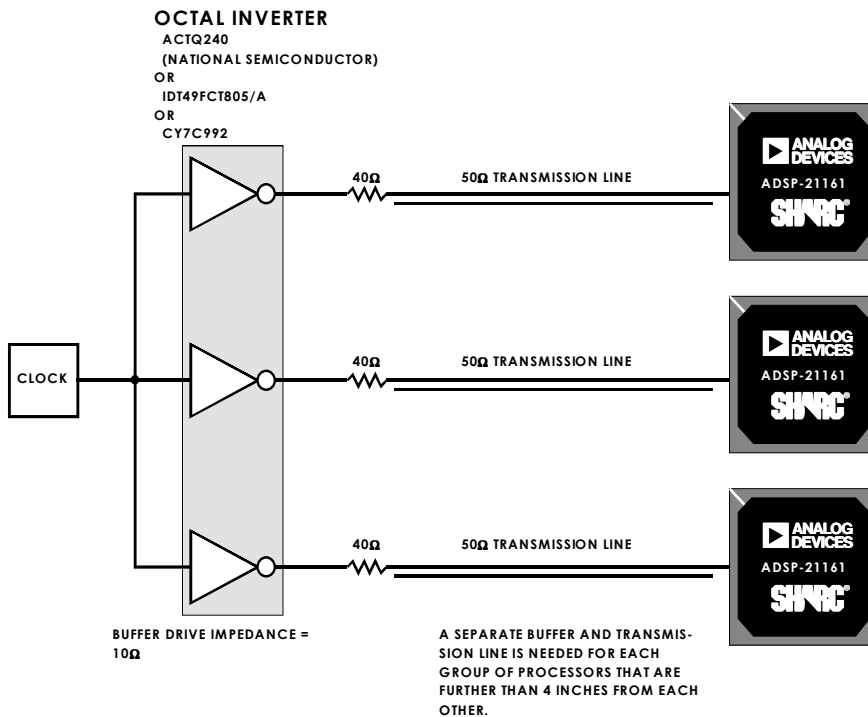 OCTAL INVERTER
ACTQ240
(NATIONAL SEMICONDUCTOR)
OR
IDT49FCT805/A
OR
CY7C992
40Ω
50Ω TRANSMISSION LINE
ANALOG
DEVICES
ADSP-21161
SHARC®
CLOCK
40Ω
50Ω TRANSMISSION LINE
ANALOG
DEVICES
ADSP-21161
SHARC®
40Ω
50Ω TRANSMISSION LINE
ANALOG
DEVICES
ADSP-21161
SHARC®
BUFFER DRIVE IMPEDANCE =
10Ω
A SEPARATE BUFFER AND TRANSMIS-
SION LINE IS NEEDED FOR EACH
GROUP OF PROCESSORS THAT ARE
FURTHER THAN 4 INCHES FROM EACH
OTHER.